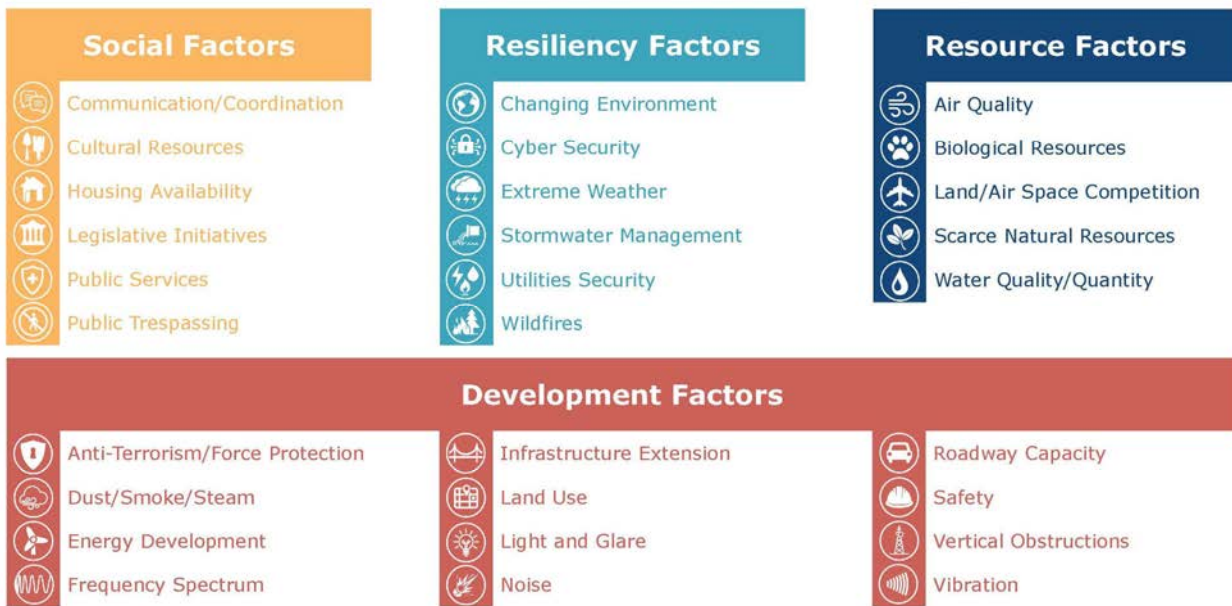 Social Factors
Communication/Coordination
Cultural Resources
Housing Availability
Legislative Initiatives
Public Services
Public Trespassing
Resiliency Factors
Changing Environment
Cyber Security
Extreme Weather
Stormwater Management
Utilities Security
Wildfires
Resource Factors
Air Quality
Biological Resources
Land/Air Space Competition
Scarce Natural Resources
Water Quality/Quantity
Development Factors
Anti-Terrorism/Force Protection
Dust/Smoke/Steam
Energy Development
Frequency Spectrum
Infrastructure Extension
Land Use
Light and Glare
Noise
Roadway Capacity
Safety
Vertical Obstructions
Vibration